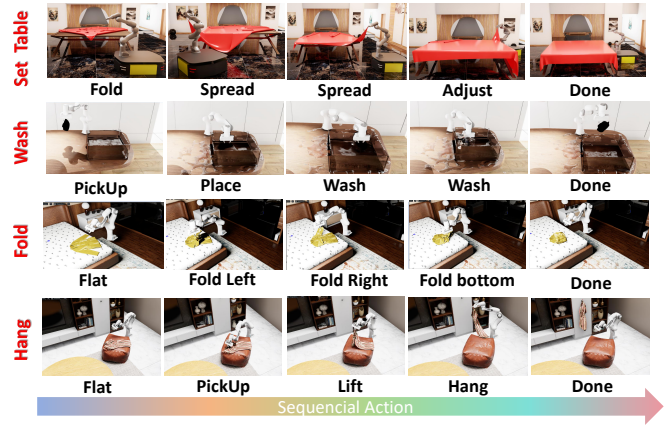 Set Table
Fold Spread Spread Adjust Done
Wash
PickUp Place Wash Wash Done
Fold
Flat Fold Left Fold Right Fold bottom Done
Hang
Flat PickUp Lift Hang Done
Sequencial Action